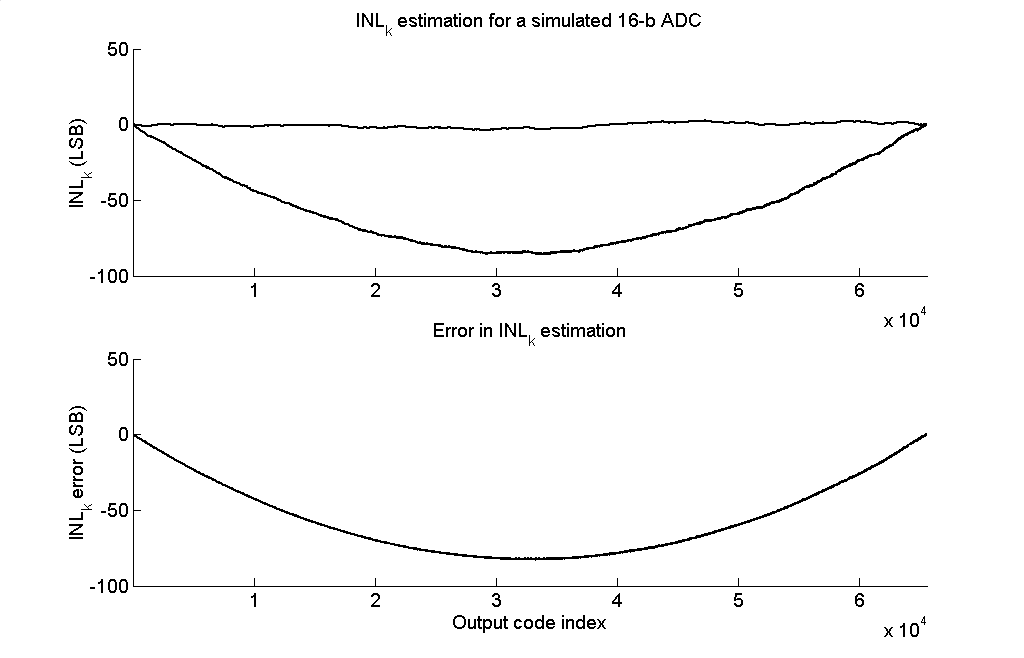 INLk estimation for a simulated 16-b ADC
INLk (LSB)
50
0
-50
-100
1 2 3 4 5 6
x 10^4
Error in INLk estimation
INLk error (LSB)
50
0
-50
-100
1 2 3 4 5 6
Output code index
x 10^4